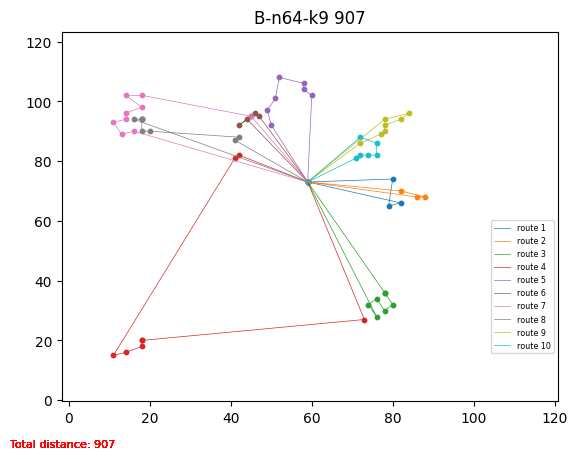 B-n64-k9 907
120
100
80
60
40
20
0
0 20 40 60 80 100 120
route 1
route 2
route 3
route 4
route 5
route 6
route 7
route 8
route 9
route 10
Total distance: 907